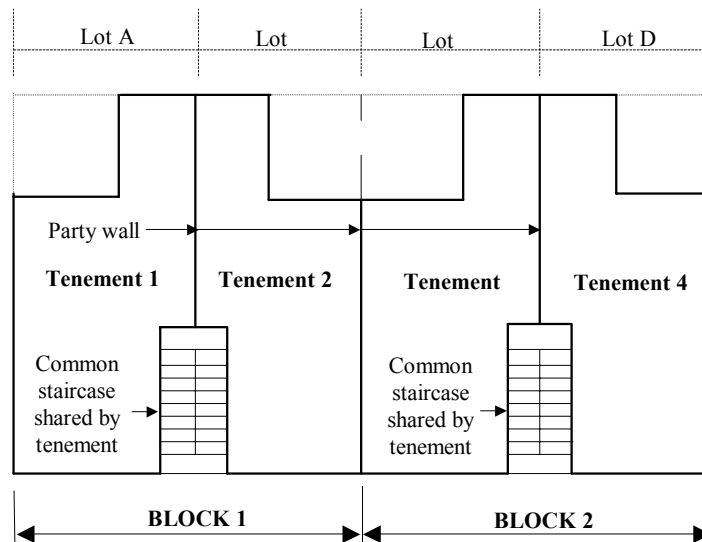 Lot A
Lot
Lot
Lot D
Party wall
Tenement 1
Tenement 2
Tenement
Tenement 4
Common
staircase
shared by
tenement
Common
staircase
shared by
tenement
BLOCK 1
BLOCK 2